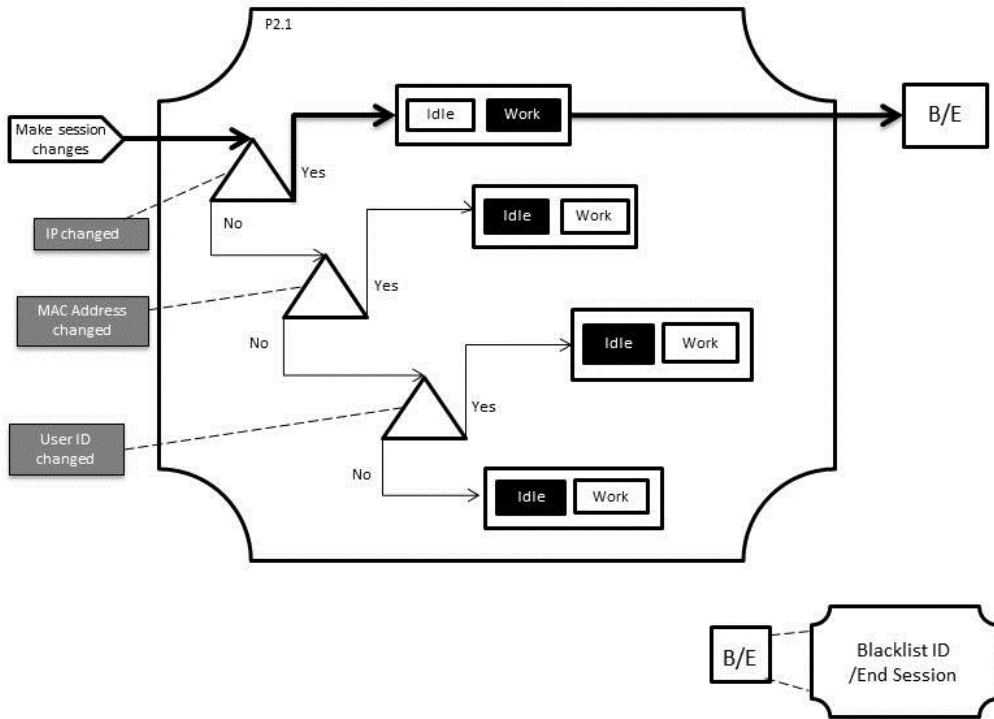 P2.1
Make session
changes
Idle
Work
B/E
Yes
IP changed
No
Idle
Work
MAC Address
changed
Yes
No
Idle
Work
User ID
changed
Yes
No
Idle
Work
B/E
Blacklist ID
/End Session